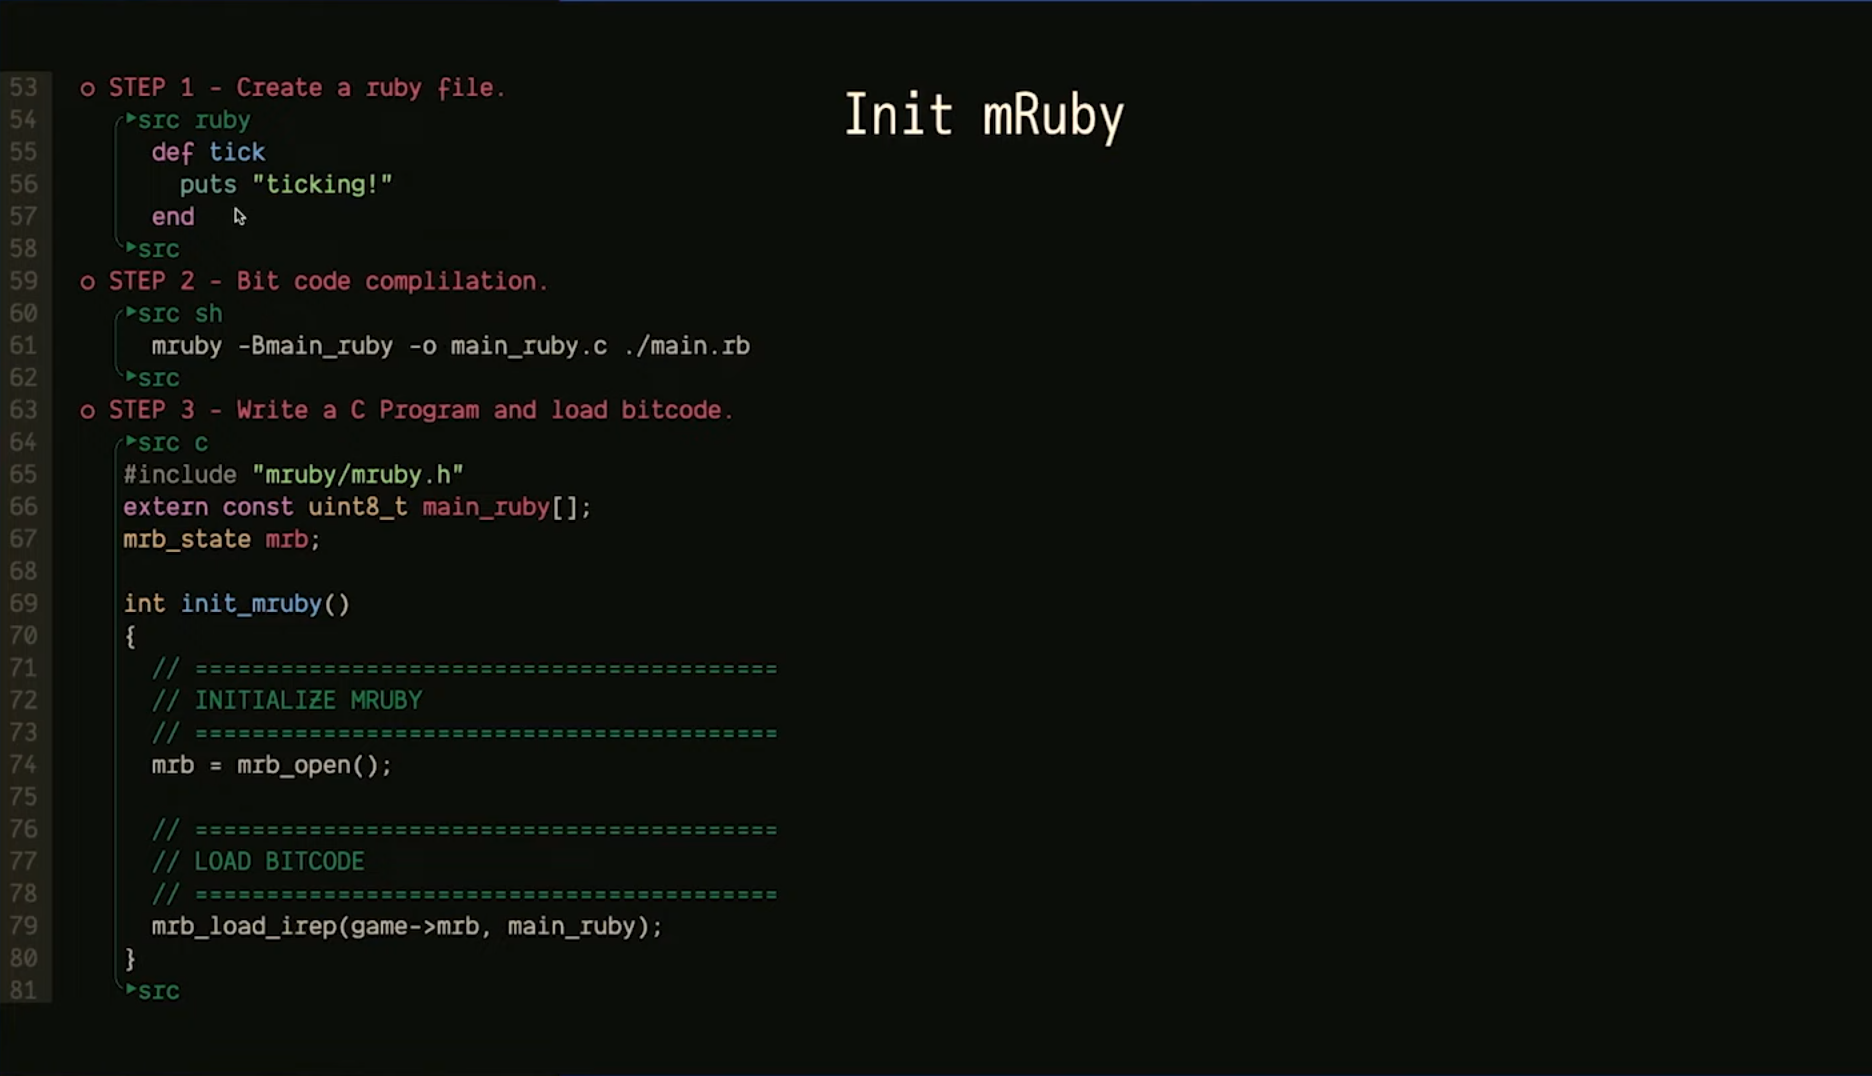 Init mRuby
53 ○ STEP 1 - Create a ruby file.
54 ▸src ruby
55 def tick
56 puts "ticking!"
57 end
58 ▸src
59 ○ STEP 2 - Bit code complilation.
60 ▸src sh
61 mruby -Bmain_ruby -o main_ruby.c ./main.rb
62 ▸src
63 ○ STEP 3 - Write a C Program and load bitcode.
64 ▸src c
65 #include "mruby/mruby.h"
66 extern const uint8_t main_ruby[];
67 mrb_state mrb;
68
69 int init_mruby()
70 {
71 // =========================================
72 // INITIALIZE MRUBY
73 // =========================================
74 mrb = mrb_open();
75
76 // =========================================
77 // LOAD BITCODE
78 // =========================================
79 mrb_load_irep(game->mrb, main_ruby);
80 }
81 ▸src